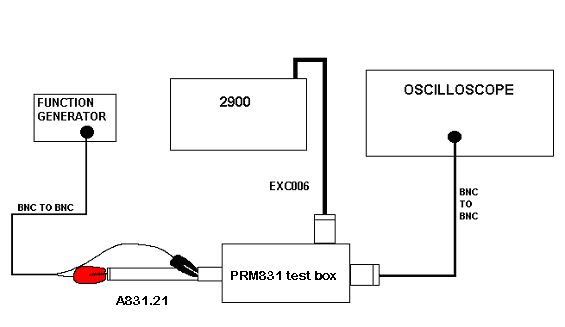 FUNCTION
GENERATOR
2900
OSCILLOSCOPE
BNC TO BNC
EXC006
BNC
TO
BNC
PRM831 test box
A831.21